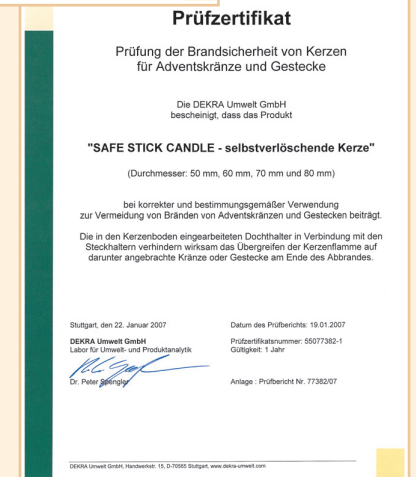 Prüfzertifikat
Prüfung der Brandsicherheit von Kerzen
für Adventskränze und Gestecke
Die DEKRA Umwelt GmbH
bescheinigt, dass das Produkt
"SAFE STICK CANDLE - selbstverlöschende Kerze"
(Durchmesser: 50 mm, 60 mm, 70 mm und 80 mm)
bei korrekter und bestimmungsgemäßer Verwendung
zur Vermeidung von Bränden von Adventskränzen und Gestecken beiträgt.
Die in den Kerzenboden eingearbeiteten Dochthalter in Verbindung mit den
Steckhaltern verhindern wirksam das Übergreifen der Kerzenflamme auf
darunter angebrachte Kränze oder Gestecke am Ende des Abbrandes.
Stuttgart, den 22. Januar 2007
Datum des Prüfberichts: 19.01.2007
DEKRA Umwelt GmbH
Labor für Umwelt- und Produktanalytik
Prüfzertifikatsnummer: 55077382-1
Gültigkeit: 1 Jahr
Dr. Peter Spengler
Anlage : Prüfbericht Nr. 77382/07
DEKRA Umwelt GmbH, Handwerkstr. 15, D-70565 Stuttgart, www.dekra-umwelt.com